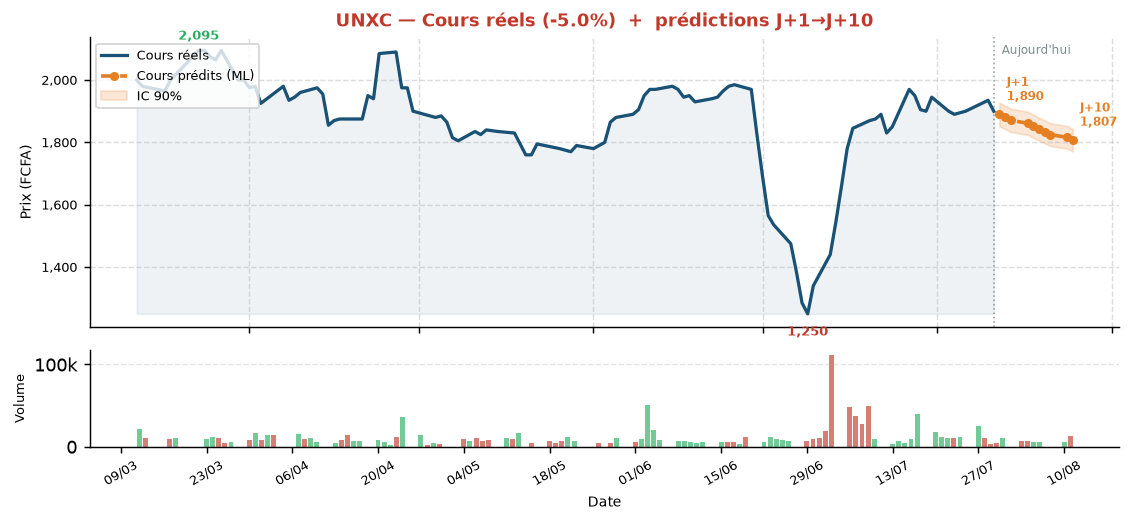 UNXC — Cours réels (-5.0%) + prédictions J+1→J+10
2,095
Cours réels
Cours prédits (ML)
IC 90%
Aujourd'hui
J+1
1,890
J+10
1,807
2,000
1,800
1,600
1,400
Prix (FCFA)
1,250
100k
0
Volume
09/03
23/03
06/04
20/04
04/05
18/05
01/06
15/06
29/06
13/07
27/07
10/08
Date